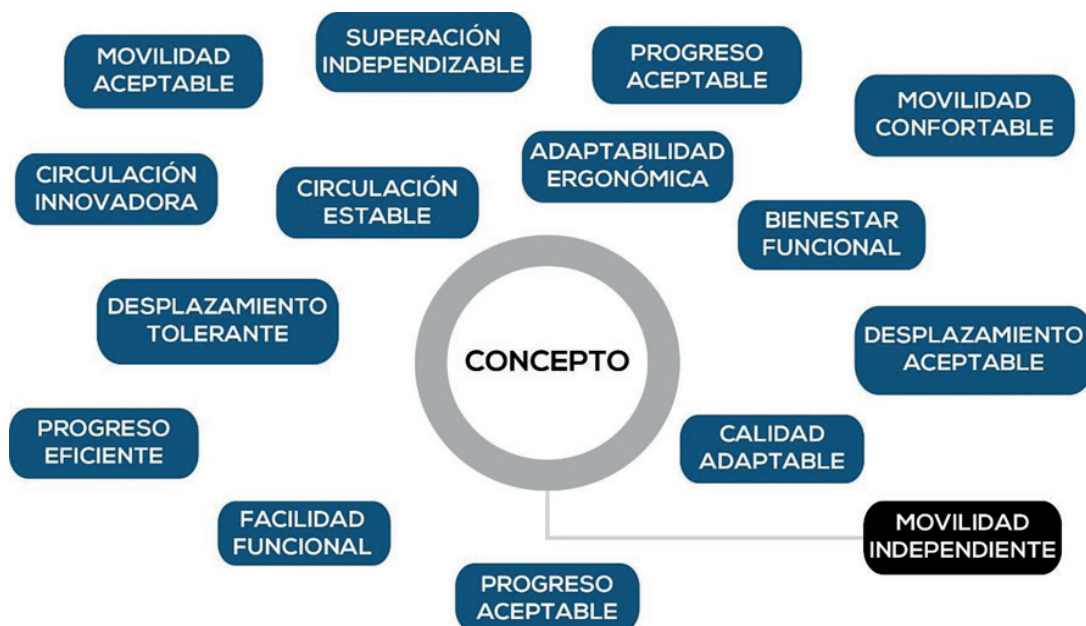 MOVILIDAD
ACEPTABLE
SUPERACIÓN
INDEPENDIZABLE
PROGRESO
ACEPTABLE
MOVILIDAD
CONFORTABLE
CIRCULACIÓN
INNOVADORA
CIRCULACIÓN
ESTABLE
ADAPTABILIDAD
ERGONÓMICA
BIENESTAR
FUNCIONAL
DESPLAZAMIENTO
TOLERANTE
CONCEPTO
DESPLAZAMIENTO
ACEPTABLE
PROGRESO
EFICIENTE
CALIDAD
ADAPTABLE
FACILIDAD
FUNCIONAL
MOVILIDAD
INDEPENDIENTE
PROGRESO
ACEPTABLE